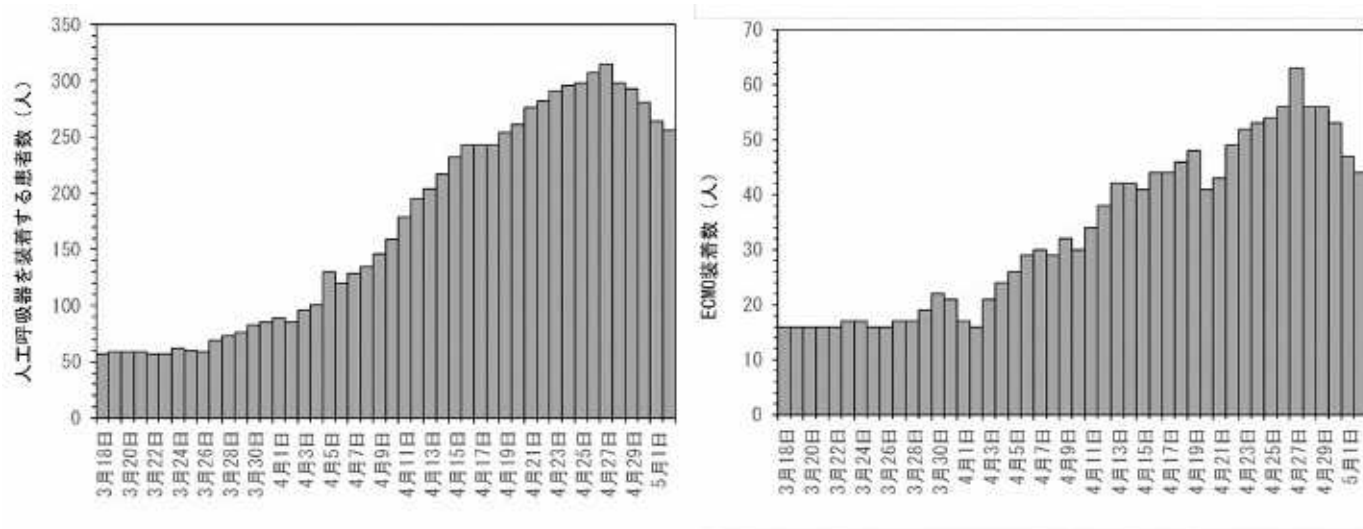 人工呼吸器を装着する患者数（人）
350
300
250
200
150
100
50
0
3月18日
3月20日
3月22日
3月24日
3月26日
3月28日
3月30日
4月1日
4月3日
4月5日
4月7日
4月9日
4月11日
4月13日
4月15日
4月17日
4月19日
4月21日
4月23日
4月25日
4月27日
4月29日
5月1日
ECMO装着数（人）
70
60
50
40
30
20
10
0
3月18日
3月20日
3月22日
3月24日
3月26日
3月28日
3月30日
4月1日
4月3日
4月5日
4月7日
4月9日
4月11日
4月13日
4月15日
4月17日
4月19日
4月21日
4月23日
4月25日
4月27日
4月29日
5月1日